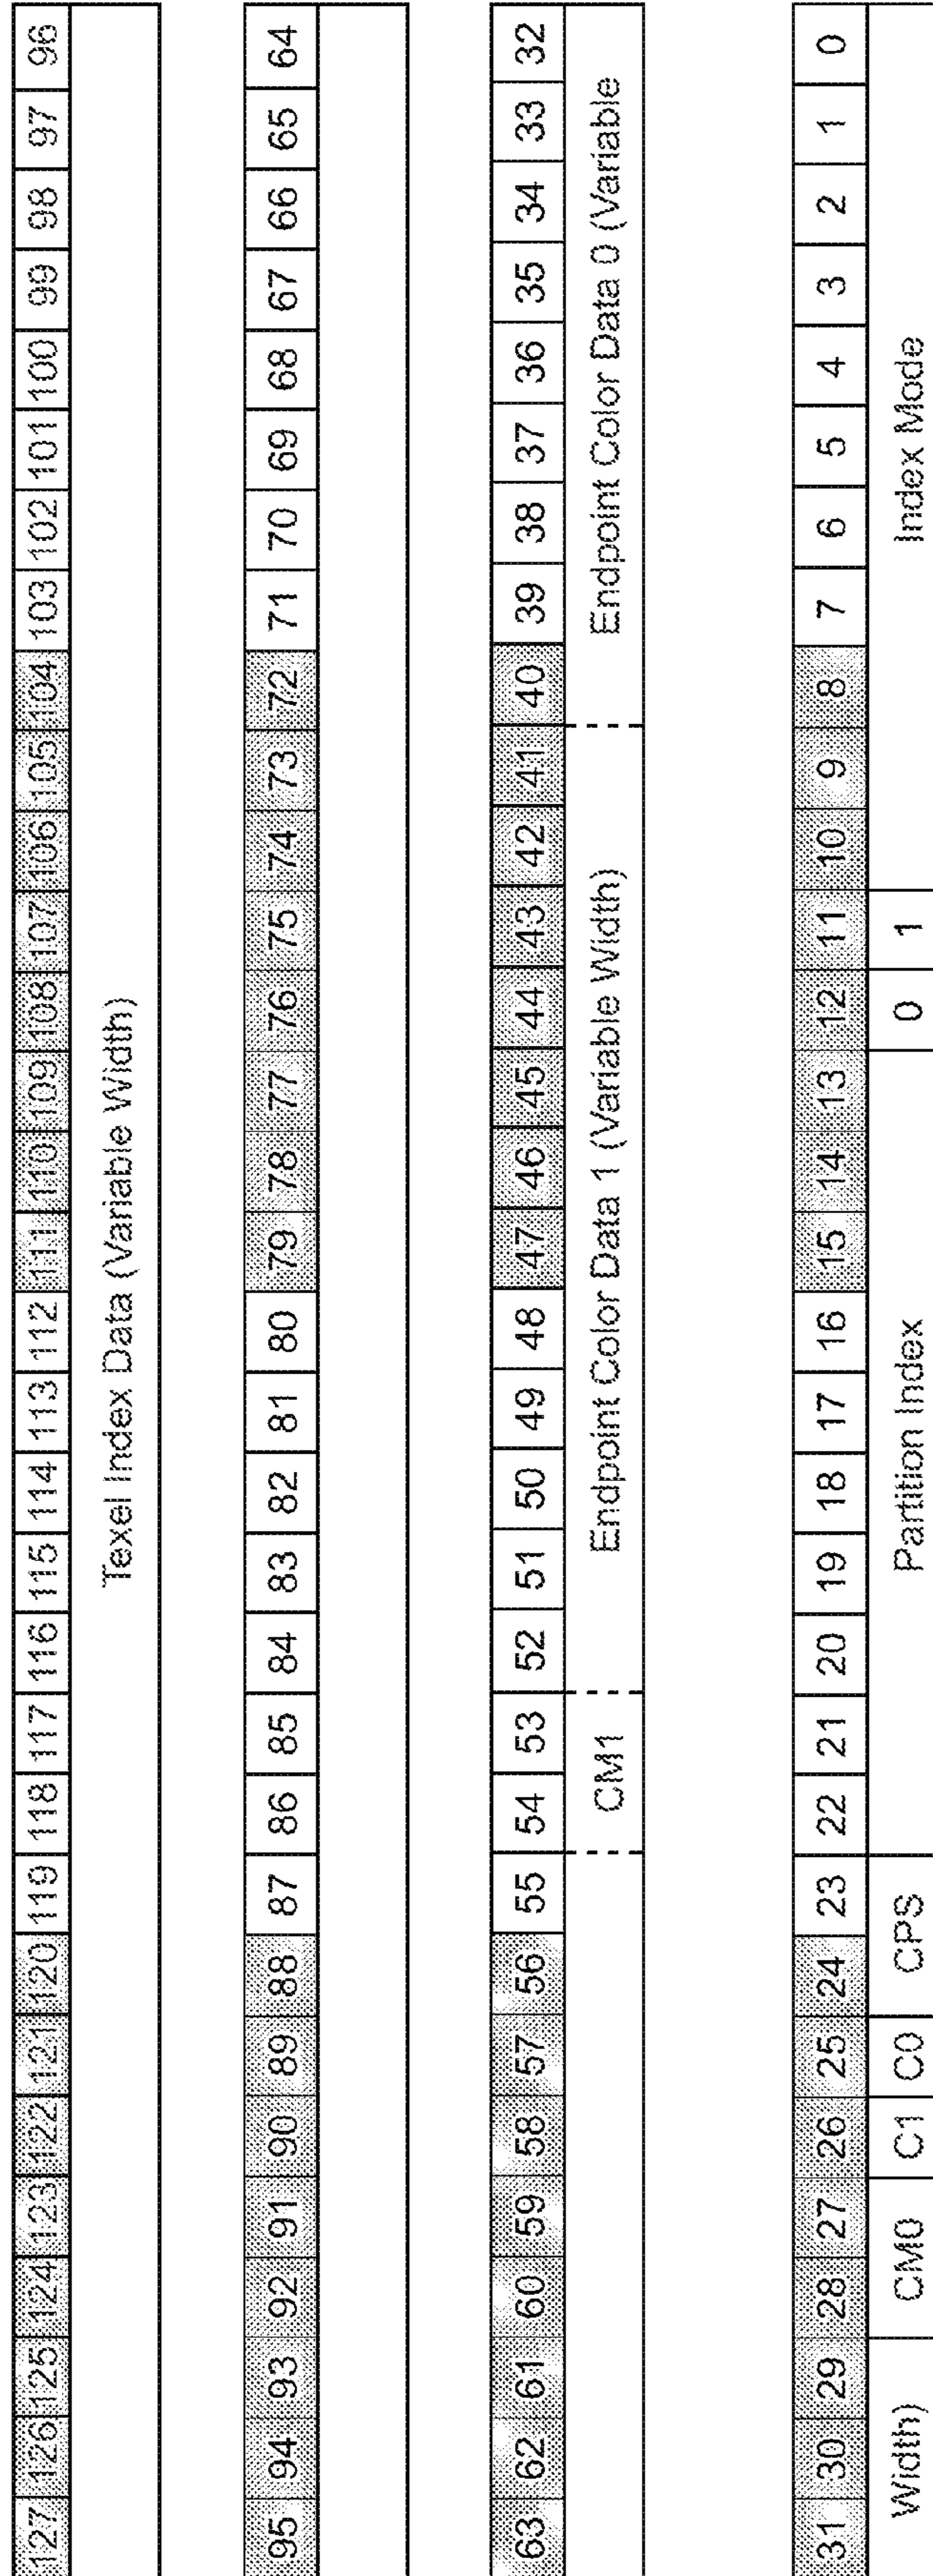 127 126 125 124 123 122 121 120 119 118 117 116 115 114 113 112 111 110 109 108 107 106 105 104 103 102 101 100 99 98 97 96
Texel Index Data (Variable Width)
95 94 93 92 91 90 89 88 87 86 85 84 83 82 81 80 79 78 77 76 75 74 73 72 71 70 69 68 67 66 65 64
63 62 61 60 59 58 57 56 55 54 53 52 51 50 49 48 47 46 45 44 43 42 41 40 39 38 37 36 35 34 33 32
CM1 Endpoint Color Data 1 (Variable Width) Endpoint Color Data 0 (Variable
31 30 29 28 27 26 25 24 23 22 21 20 19 18 17 16 15 14 13 12 11 10 9 8 7 6 5 4 3 2 1 0
Width) CM0 C1 C0 CPS Partition Index 0 1 Index Mode